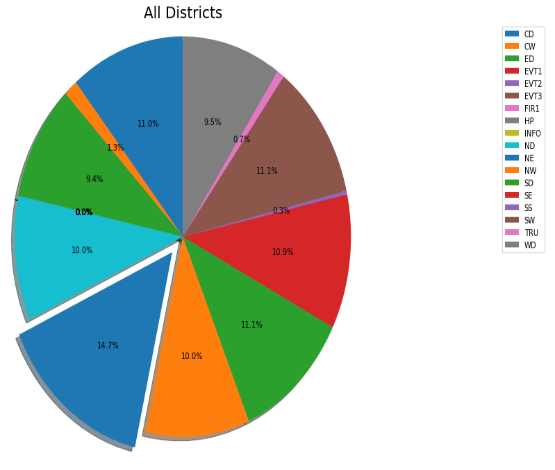 All Districts
CD
CW
ED
EVT1
EVT2
EVT3
FIR1
HP
INFO
ND
NE
NW
SD
SE
SS
SW
TRU
WD
11.0%
9.5%
0.7%
1.3%
11.1%
9.4%
0.0%
0.3%
10.0%
10.9%
14.7%
11.1%
10.0%